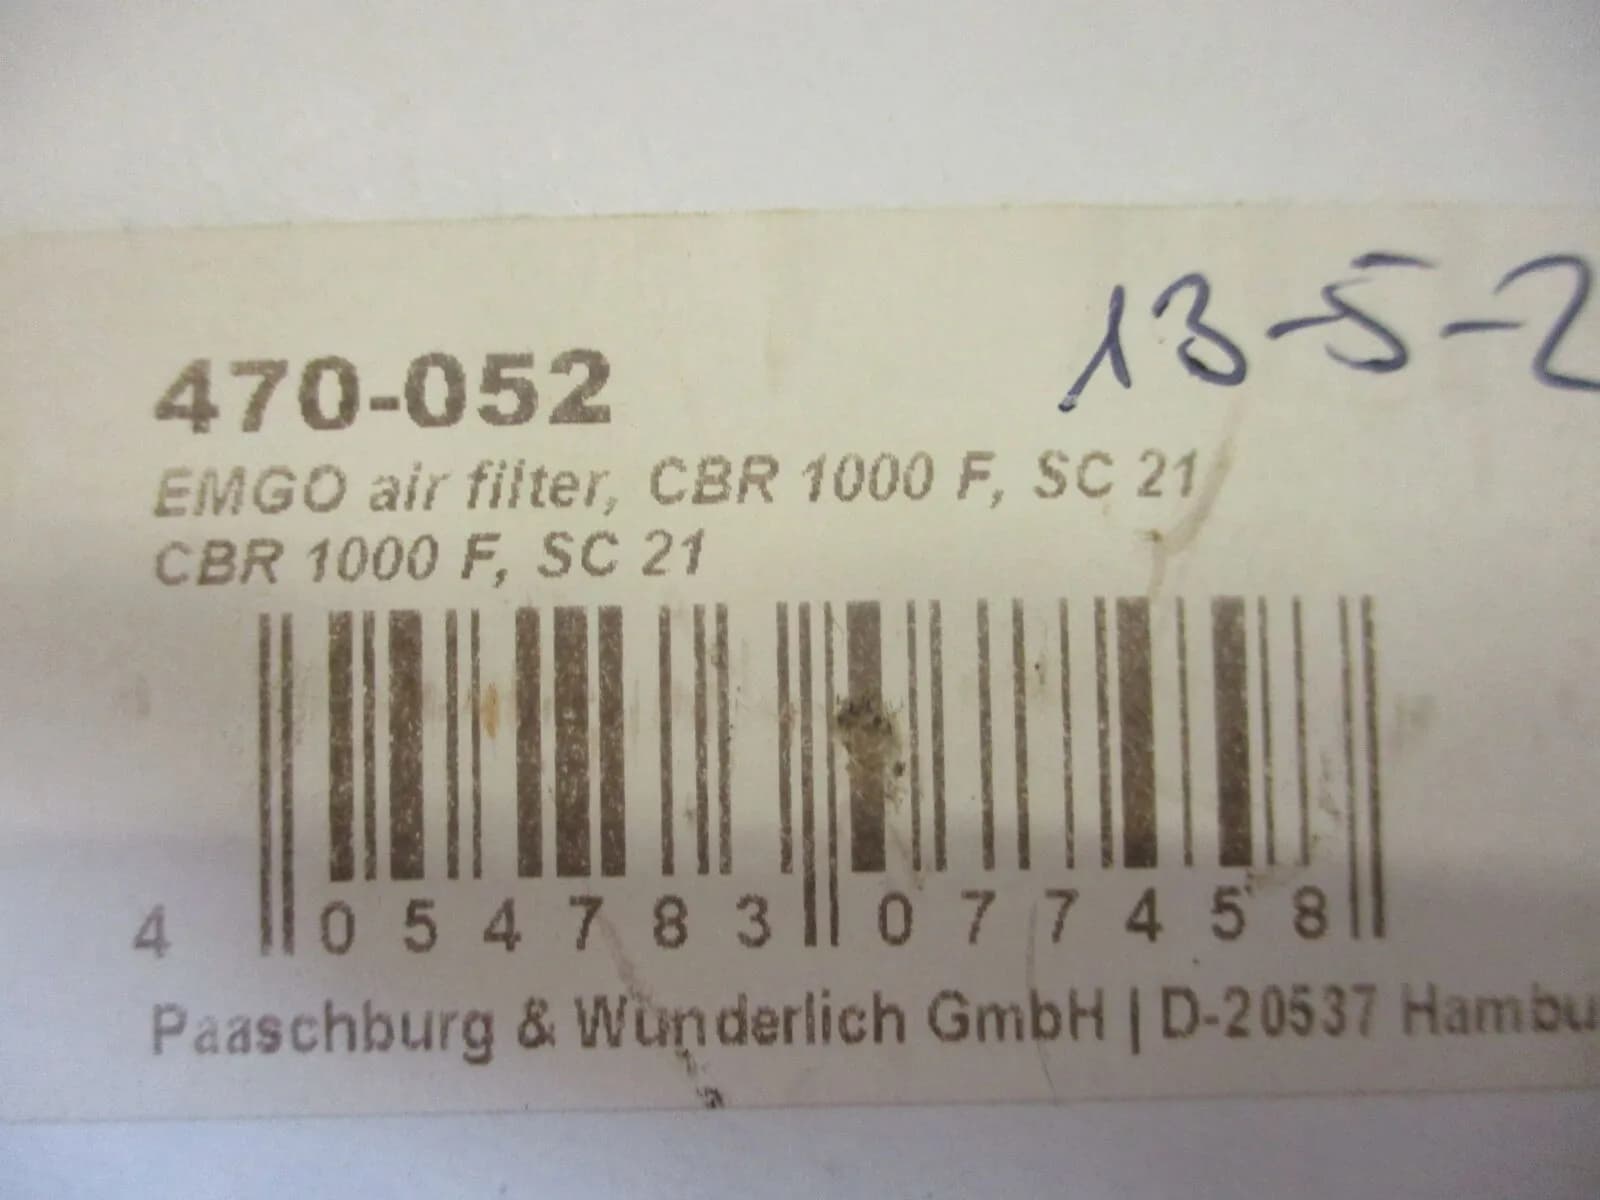 13-5-2
470-052
EMGO air filter, CBR 1000 F, SC 21
CBR 1000 F, SC 21
4 054783 077458
Paaschburg & Wunderlich GmbH | D-20537 Hambu